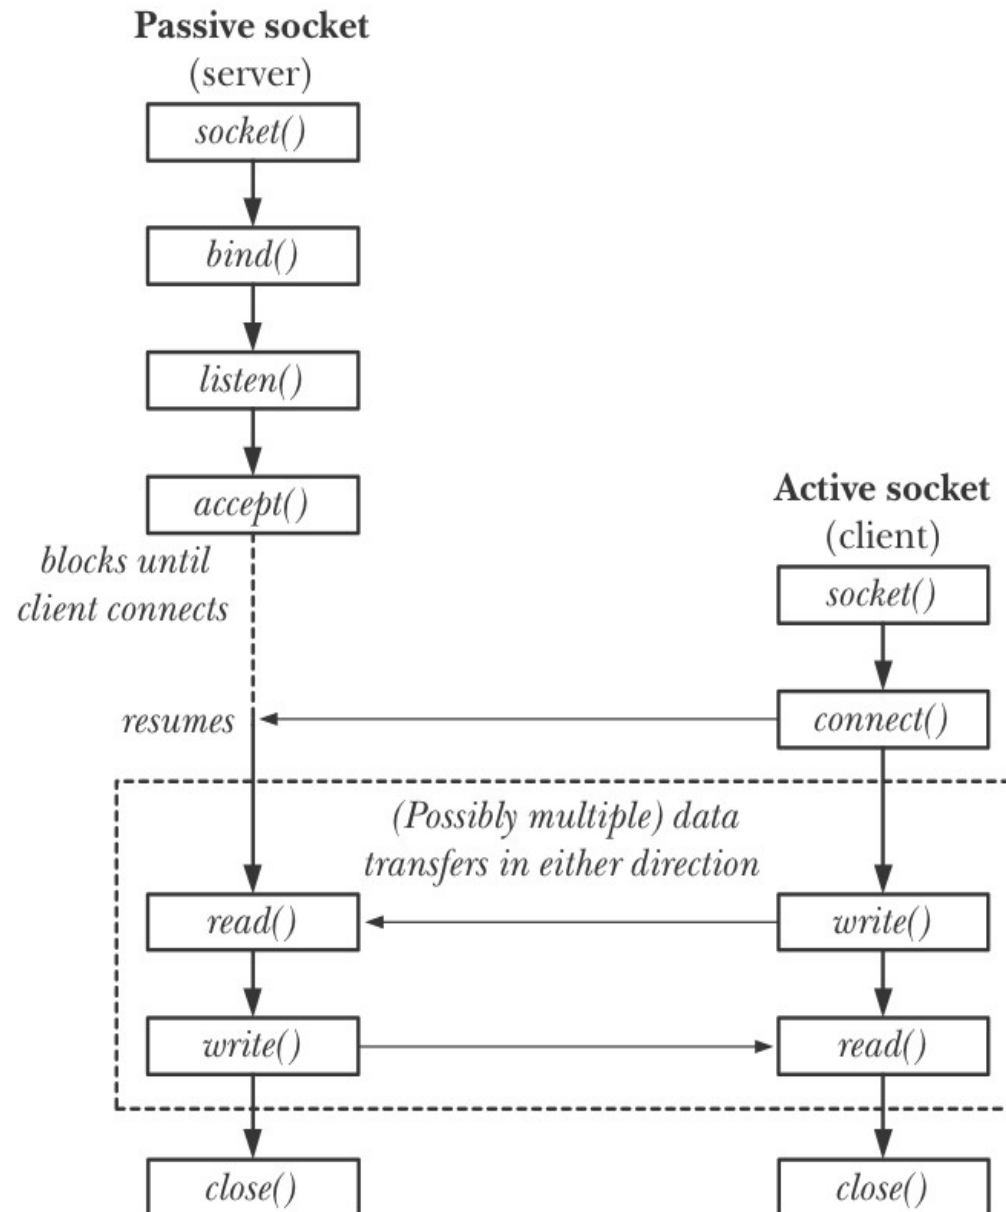 Passive socket
(server)
socket()
bind()
listen()
accept()
blocks until
client connects
resumes
Active socket
(client)
socket()
connect()
(Possibly multiple) data
transfers in either direction
read()
write()
write()
read()
close()
close()